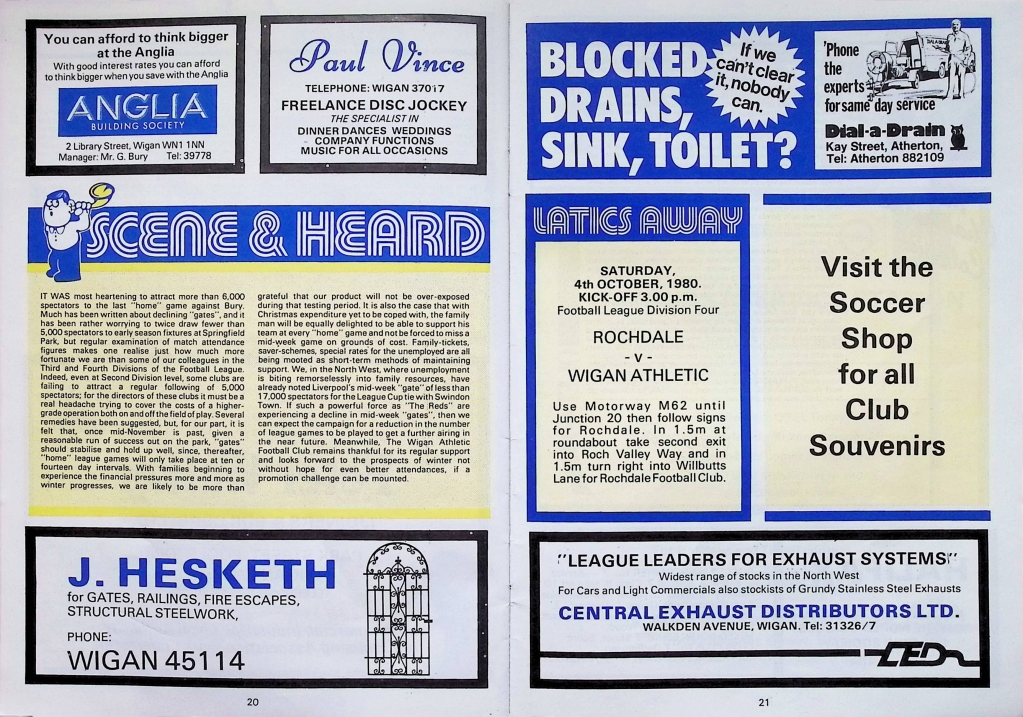 You can afford to think bigger
at the Anglia
With good interest rates you can afford
to think bigger when you save with the Anglia
ANGLIA
BUILDING SOCIETY
2 Library Street, Wigan WN1 1NN
Manager: Mr. G. Bury Tel: 39778
Paul Vince
TELEPHONE: WIGAN 37017
FREELANCE DISC JOCKEY
THE SPECIALIST IN
DINNER DANCES WEDDINGS
COMPANY FUNCTIONS
MUSIC FOR ALL OCCASIONS
SCENE & HEARD
IT WAS most heartening to attract more than 6,000
spectators to the last "home" game against Bury.
Much has been written about declining "gates", and it
has been rather worrying to twice draw fewer than
5,000 spectators to early season fixtures at Springfield
Park, but regular examination of match attendance
figures makes one realise just how much more
fortunate we are than some of our colleagues in the
Third and Fourth Divisions of the Football League.
Indeed, even at Second Division level, some clubs are
failing to attract a regular following of 5,000
spectators; for the directors of these clubs it must be a
real headache trying to cover the costs of a higher-
grade operation both on and off the field of play. Several
remedies have been suggested, but, for our part, it is
felt that, once mid-November is past, given a
reasonable run of success out on the park, "gates"
should stabilise and hold up well, since, thereafter,
"home" league games will only take place at ten or
fourteen day intervals. With families beginning to
experience the financial pressures more and more as
winter progresses, we are likely to be more than
grateful that our product will not be over-exposed
during that testing period. It is also the case that with
Christmas expenditure yet to be coped with, the family
man will be equally delighted to be able to support his
team at every "home" game and not be forced to miss a
mid-week game on grounds of cost. Family-tickets,
saver-schemes, special rates for the unemployed are all
being mooted as short-term methods of maintaining
support. We, in the North West, where unemployment
is biting remorselessly into family resources, have
already noted Liverpool's mid-week "gate" of less than
17,000 spectators for the League Cup tie with Swindon
Town. If such a powerful force as "The Reds" are
experiencing a decline in mid-week "gates", then we
can expect the campaign for a reduction in the number
of league games to be played to get a further airing in
the near future. Meanwhile, The Wigan Athletic
Football Club remains thankful for its regular support
and looks forward to the prospects of winter not
without hope for even better attendances, if a
promotion challenge can be mounted.
J. HESKETH
for GATES, RAILINGS, FIRE ESCAPES,
STRUCTURAL STEELWORK,
PHONE:
WIGAN 45114
20
BLOCKED
DRAINS,
SINK, TOILET?
If we
can't clear
it, nobody
can.
'Phone
the
experts
for same day service
Dial-a-Drain
Kay Street, Atherton,
Tel: Atherton 882109
LATICS AWAY
SATURDAY,
4th OCTOBER, 1980.
KICK-OFF 3.00 p.m.
Football League Division Four
ROCHDALE
- v -
WIGAN ATHLETIC
Use Motorway M62 until
Junction 20 then follow signs
for Rochdale. In 1.5m at
roundabout take second exit
into Roch Valley Way and in
1.5m turn right into Willbutts
Lane for Rochdale Football Club.
Visit the
Soccer
Shop
for all
Club
Souvenirs
"LEAGUE LEADERS FOR EXHAUST SYSTEMS"
Widest range of stocks in the North West
For Cars and Light Commercials also stockists of Grundy Stainless Steel Exhausts
CENTRAL EXHAUST DISTRIBUTORS LTD.
WALKDEN AVENUE, WIGAN. Tel: 31326/7
CED
21